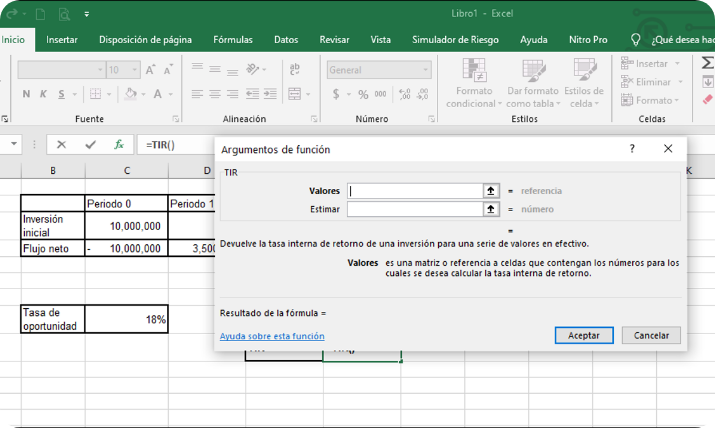 Libro1 - Excel
Inicio Insertar Disposición de página Fórmulas Datos Revisar Vista Simulador de Riesgo Ayuda Nitro Pro ¿Qué desea hac
10 A A ab c General Insertar
N K S A $ % 000 Eliminar
Formato condicional Dar formato como tabla Estilos de celda Formato
Fuente Alineación Número Estilos Celdas
fx =TIR()
B C D K
Argumentos de función ? X
TIR
Valores = referencia
Estimar = número
=
Devuelve la tasa interna de retorno de una inversión para una serie de valores en efectivo.
Valores es una matriz o referencia a celdas que contengan los números para los
cuales se desea calcular la tasa interna de retorno.
Resultado de la fórmula =
Ayuda sobre esta función
Aceptar Cancelar
Periodo 0 Periodo 1
Inversión
inicial 10,000,000
Flujo neto - 10,000,000 3,500
Tasa de
oportunidad 18%